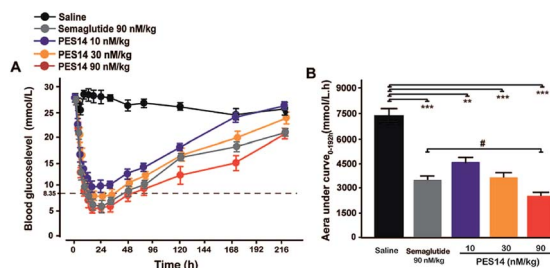 Saline
Semaglutide 90 nM/kg
PES14 10 nM/kg
PES14 30 nM/kg
PES14 90 nM/kg
A
Blood glucoselevel (mmol/L)
30
25
20
15
10
8.35
5
0
0 24 48 72 96 120 144 168 192 216
Time (h)
B
Aera under curve0-192h(mmol/L.h)
9000
7500
6000
4500
3000
1500
0
***
**
***
***
#
Saline
Semaglutide
90 nM/kg
10 30 90
PES14 (nM/kg)